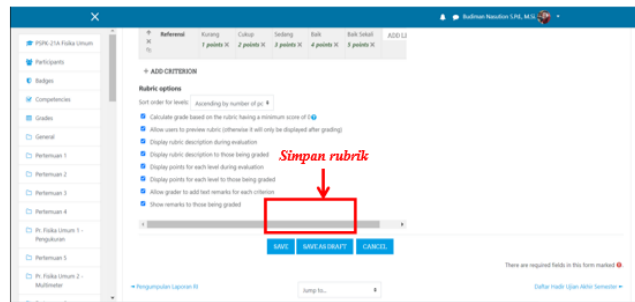 Budiman Nasution S.Pd., M.Si.
PSPK-21A Fisika Umum
Participants
Badges
Competencies
Grades
General
Pertemuan 1
Pertemuan 2
Pertemuan 3
Pertemuan 4
Pr. Fisika Umum 1 -
Pengukuran
Pertemuan 5
Pr. Fisika Umum 2 -
Multimeter
Referensi Kurang Cukup Sedang Baik Baik Sekali ADD LE
1 points X 2 points X 3 points X 4 points X 5 points X
+ ADD CRITERION
Rubric options
Sort order for levels Ascending by number of po
Calculate grade based on the rubric having a minimum score of 0
Allow users to preview rubric (otherwise it will only be displayed after grading)
Display rubric description during evaluation
Display rubric description to those being graded
Display points for each level during evaluation
Display points for each level to those being graded
Allow grader to add text remarks for each criterion
Show remarks to those being graded
Simpan rubrik
SAVE SAVE AS DRAFT CANCEL
There are required fields in this form marked
Pengumpulan Laporan RI
Jump to...
Daftar Hadir Ujian Akhir Semester